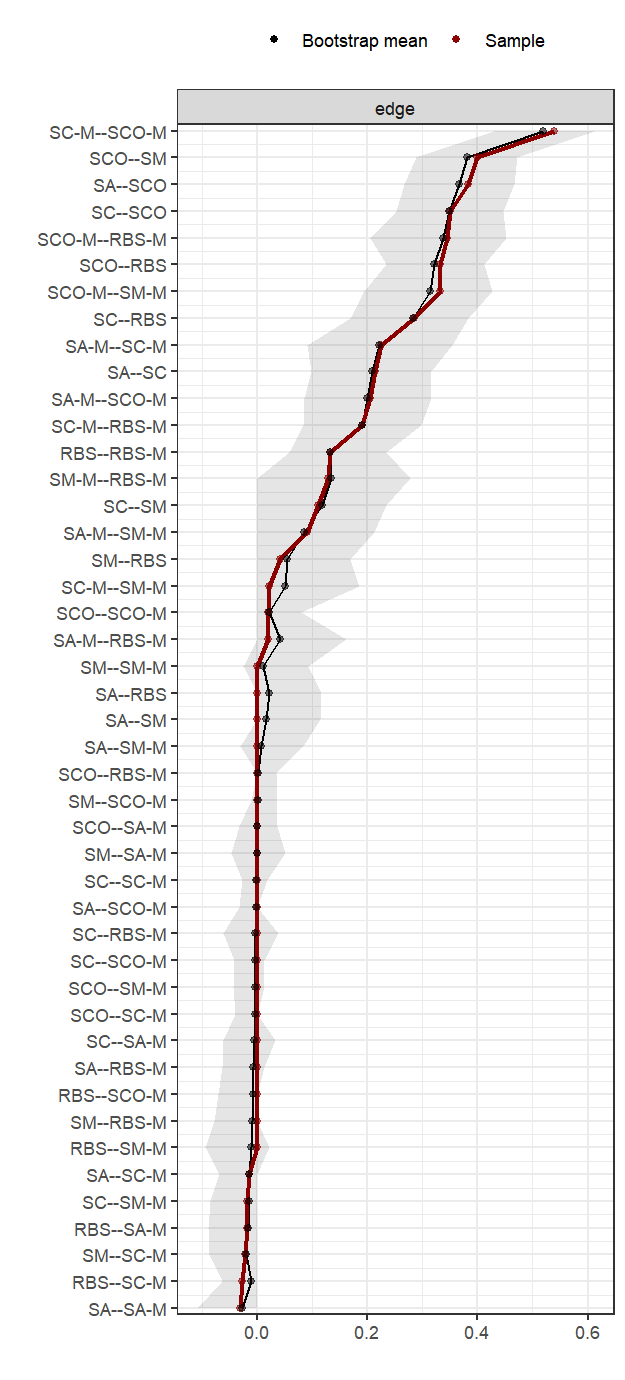 Bootstrap mean Sample
edge
SC-M--SCO-M
SCO--SM
SA--SCO
SC--SCO
SCO-M--RBS-M
SCO--RBS
SCO-M--SM-M
SC--RBS
SA-M--SC-M
SA--SC
SA-M--SCO-M
SC-M--RBS-M
RBS--RBS-M
SM-M--RBS-M
SC--SM
SA-M--SM-M
SM--RBS
SC-M--SM-M
SCO--SCO-M
SA-M--RBS-M
SM--SM-M
SA--RBS
SA--SM
SA--SM-M
SCO--RBS-M
SM--SCO-M
SCO--SA-M
SM--SA-M
SC--SC-M
SA--SCO-M
SC--RBS-M
SC--SCO-M
SCO--SM-M
SCO--SC-M
SC--SA-M
SA--RBS-M
RBS--SCO-M
SM--RBS-M
RBS--SM-M
SA--SC-M
SC--SM-M
RBS--SA-M
SM--SC-M
RBS--SC-M
SA--SA-M
0.0 0.2 0.4 0.6